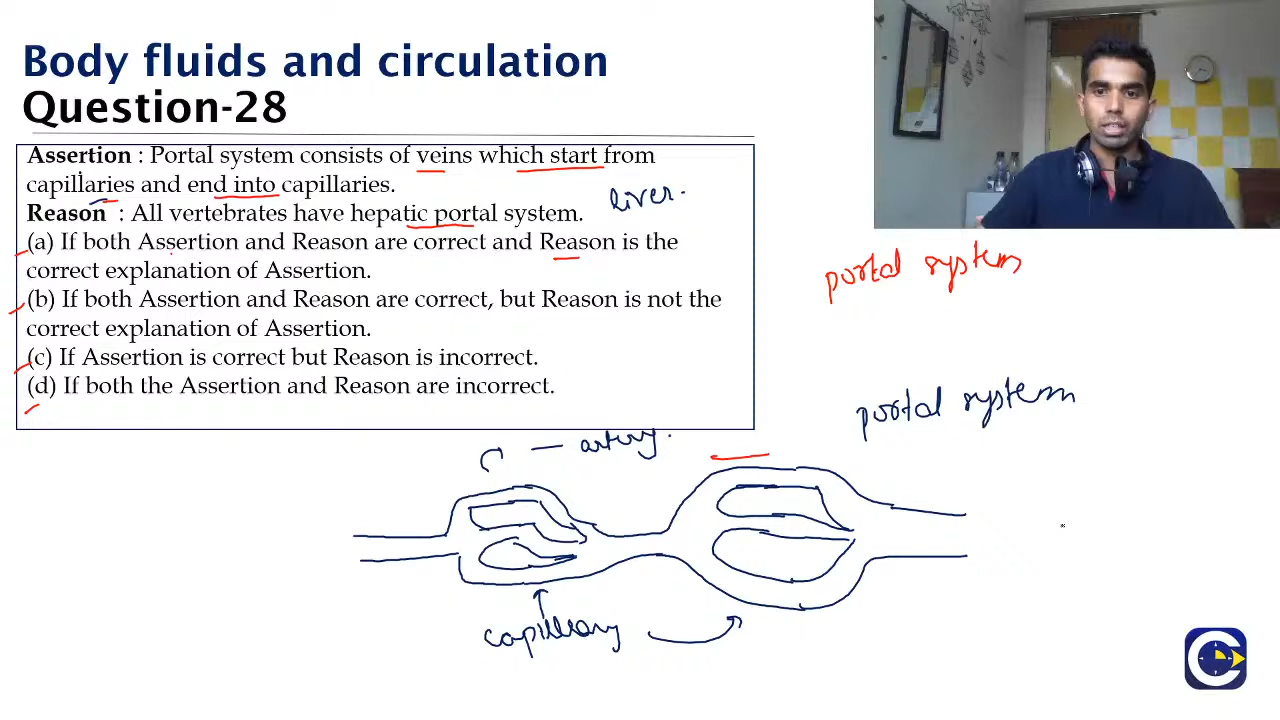 Body fluids and circulation
Question-28
Assertion : Portal system consists of veins which start from
capillaries and end into capillaries.
Reason : All vertebrates have hepatic portal system.
liver.
(a) If both Assertion and Reason are correct and Reason is the
correct explanation of Assertion.
(b) If both Assertion and Reason are correct, but Reason is not the
correct explanation of Assertion.
(c) If Assertion is correct but Reason is incorrect.
(d) If both the Assertion and Reason are incorrect.
portal system
portal system
— artery.
capillary